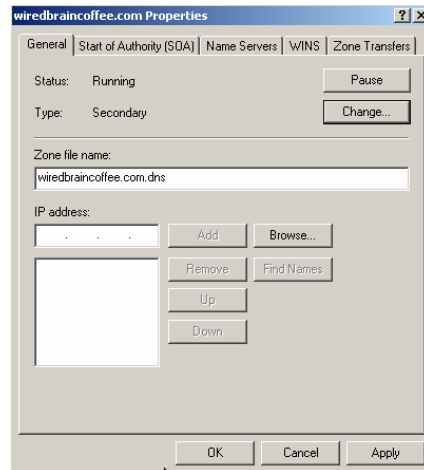 wiredbraincoffee.com Properties
General Start of Authority (SOA) Name Servers WINS Zone Transfers
Status: Running Pause
Type: Secondary Change...
Zone file name:
wiredbraincoffee.com.dns
IP address:
. . . Add Browse...
Remove Find Names
Up
Down
OK Cancel Apply